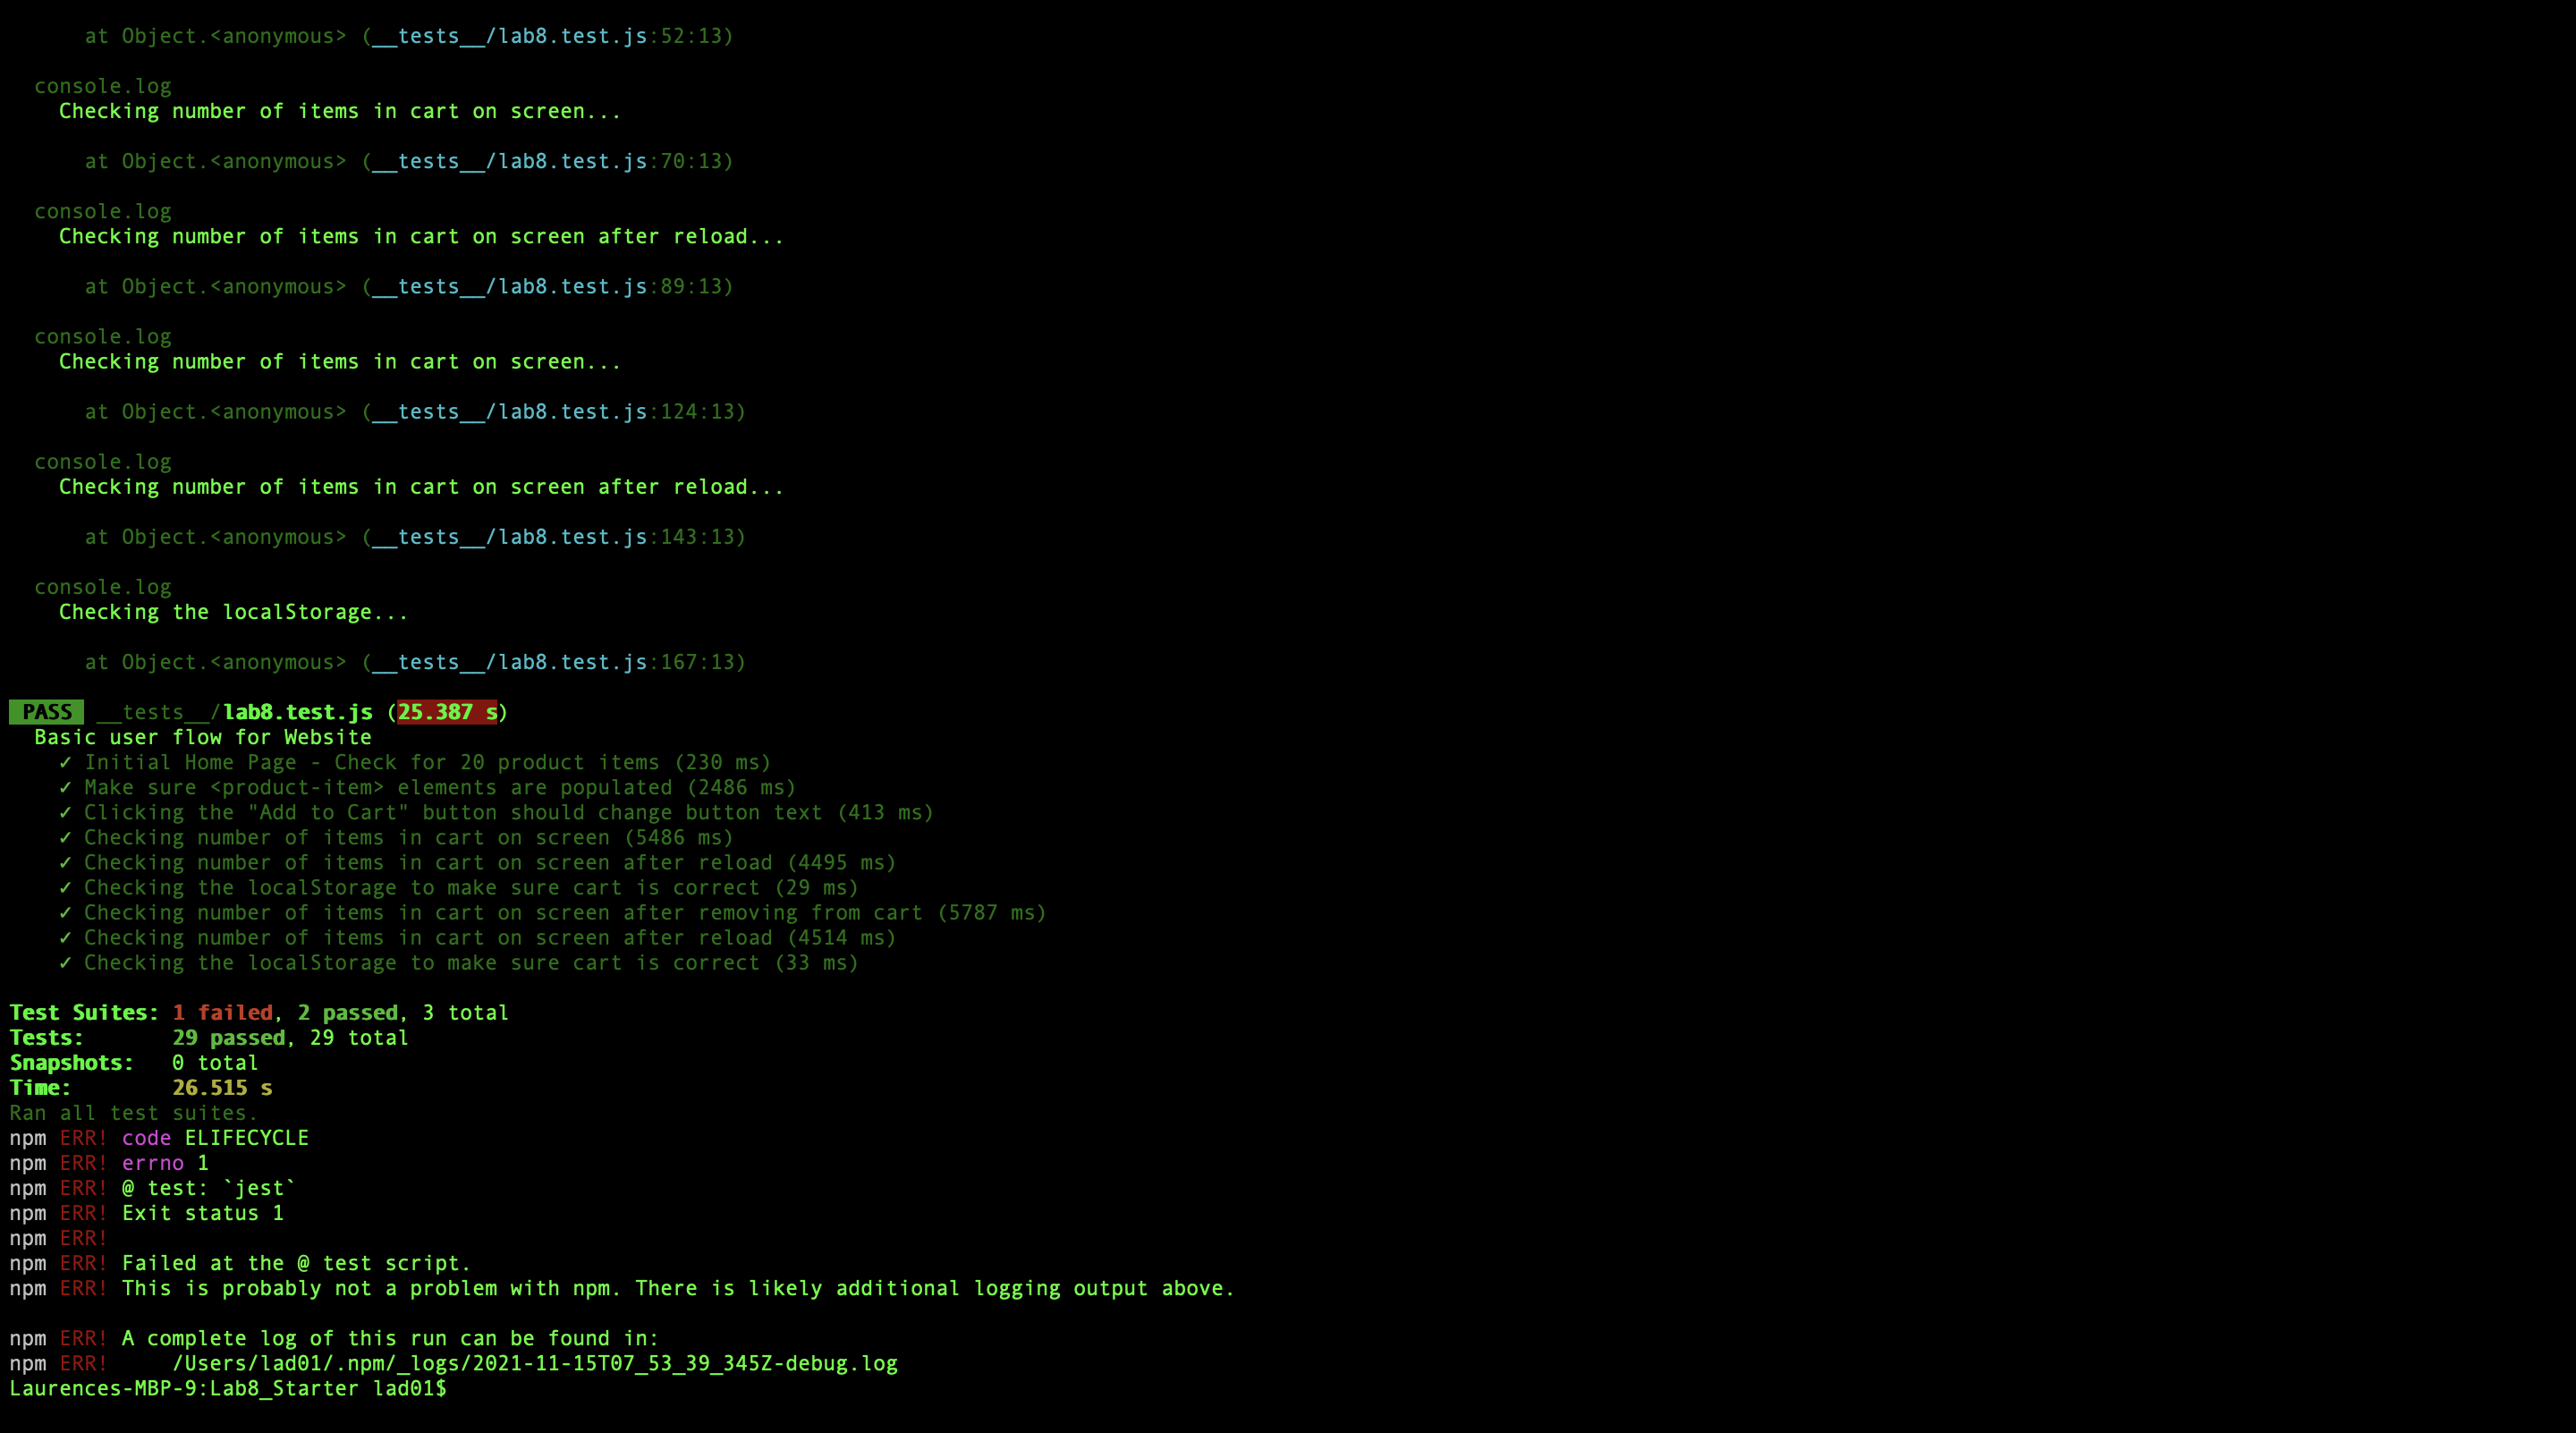 at Object.<anonymous> (__tests__/lab8.test.js:52:13)
console.log
Checking number of items in cart on screen...
at Object.<anonymous> (__tests__/lab8.test.js:70:13)
console.log
Checking number of items in cart on screen after reload...
at Object.<anonymous> (__tests__/lab8.test.js:89:13)
console.log
Checking number of items in cart on screen...
at Object.<anonymous> (__tests__/lab8.test.js:124:13)
console.log
Checking number of items in cart on screen after reload...
at Object.<anonymous> (__tests__/lab8.test.js:143:13)
console.log
Checking the localStorage...
at Object.<anonymous> (__tests__/lab8.test.js:167:13)
PASS __tests__/lab8.test.js (25.387 s)
Basic user flow for Website
✓ Initial Home Page - Check for 20 product items (230 ms)
✓ Make sure <product-item> elements are populated (2486 ms)
✓ Clicking the "Add to Cart" button should change button text (413 ms)
✓ Checking number of items in cart on screen (5486 ms)
✓ Checking number of items in cart on screen after reload (4495 ms)
✓ Checking the localStorage to make sure cart is correct (29 ms)
✓ Checking number of items in cart on screen after removing from cart (5787 ms)
✓ Checking number of items in cart on screen after reload (4514 ms)
✓ Checking the localStorage to make sure cart is correct (33 ms)
Test Suites: 1 failed, 2 passed, 3 total
Tests: 29 passed, 29 total
Snapshots: 0 total
Time: 26.515 s
Ran all test suites.
npm ERR! code ELIFECYCLE
npm ERR! errno 1
npm ERR! @ test: `jest`
npm ERR! Exit status 1
npm ERR!
npm ERR! Failed at the @ test script.
npm ERR! This is probably not a problem with npm. There is likely additional logging output above.
npm ERR! A complete log of this run can be found in:
npm ERR! /Users/lad01/.npm/_logs/2021-11-15T07_53_39_345Z-debug.log
Laurences-MBP-9:Lab8_Starter lad01$